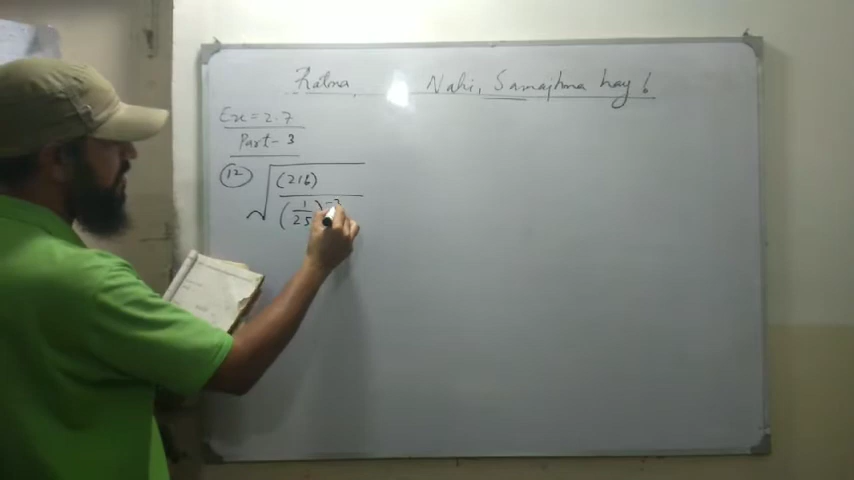 Ratna Nahi, Samajhna hay !
Ex = 2.7
Part - 3
12
(216)
(1
25